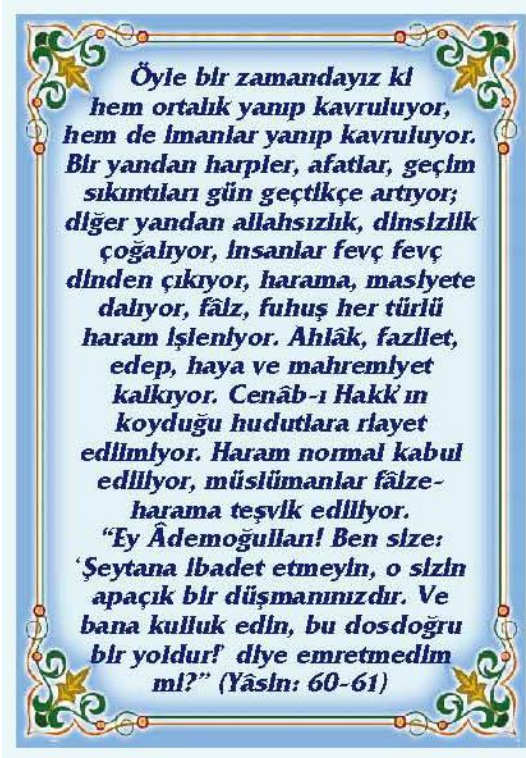 Öyle bir zamandayız ki
hem ortalık yanıp kavruluyor,
hem de imanlar yanıp kavruluyor.
Bir yandan harpler, afatlar, geçim
sıkıntıları gün geçtikçe artıyor;
diğer yandan allahsızlık, dinsizlik
çoğalıyor, insanlar fevç fevç
dinden çıkıyor, harama, masiyete
dalıyor, fâiz, fuhuş her türlü
haram işleniyor. Ahlâk, fazilet,
edep, haya ve mahremiyet
kalkıyor. Cenâb-ı Hakk'ın
koyduğu hudutlara riayet
edilmiyor. Haram normal kabul
ediliyor, müslümanlar fâize-
harama teşvik ediliyor.
“Ey Âdemoğulları! Ben size:
‘Şeytana ibadet etmeyin, o sizin
apaçık bir düşmanınızdır. Ve
bana kulluk edin, bu dosdoğru
bir yoldur!’ diye emretmedim
mi?” (Yâsin: 60-61)